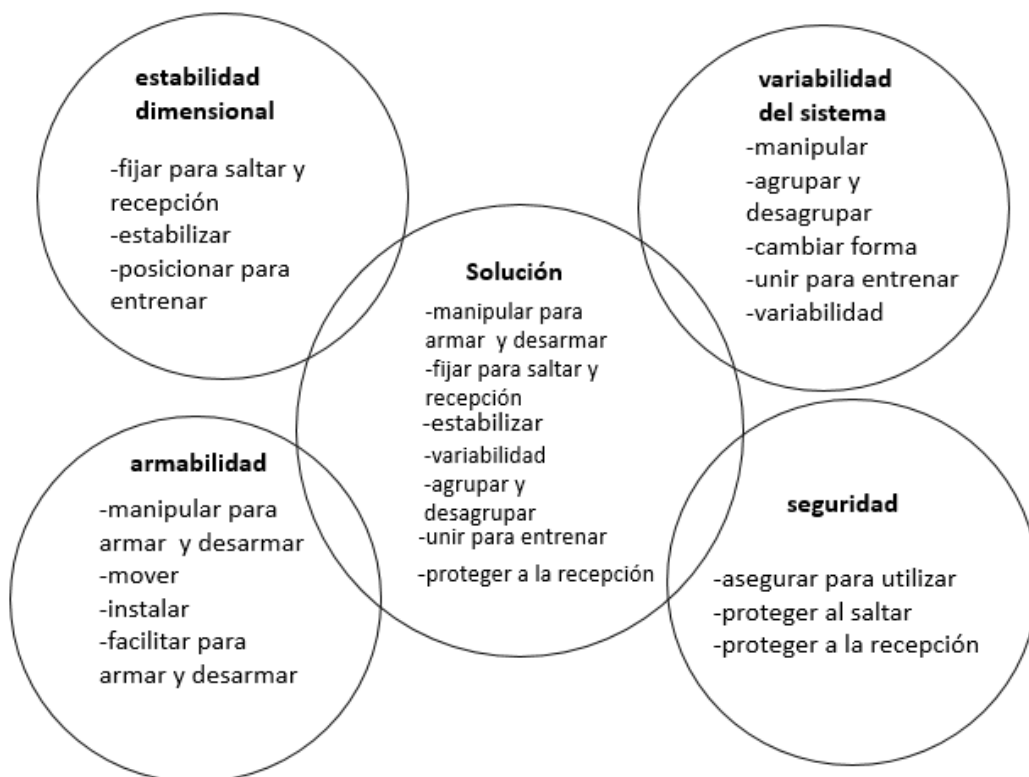 estabilidad
dimensional
-fijar para saltar y
recepción
-estabilizar
-posicionar para
entrenar
variabilidad
del sistema
-manipular
-agrupar y
desagrupar
-cambiar forma
-unir para entrenar
-variabilidad
Solución
-manipular para
armar y desarmar
-fijar para saltar y
recepción
-estabilizar
-variabilidad
-agrupar y
desagrupar
-unir para entrenar
-proteger a la recepción
armabilidad
-manipular para
armar y desarmar
-mover
-instalar
-facilitar para
armar y desarmar
seguridad
-asegurar para utilizar
-proteger al saltar
-proteger a la recepción